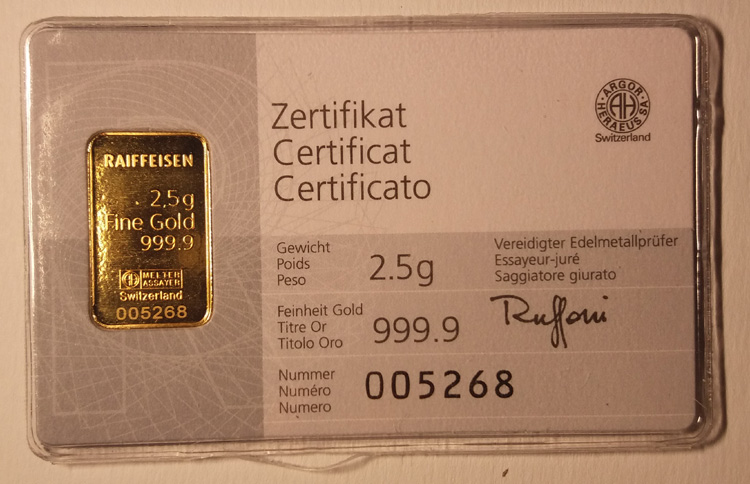 RAIFFEISEN
2,5g
Fine Gold
999.9
AH MELTER
ASSAYER
Switzerland
005268
Zertifikat
Certificat
Certificato
ARGOR
AH
HERAEUS SA
Switzerland
Gewicht
Poids
Peso
2.5g
Vereidigter Edelmetallprüfer
Essayeur-juré
Saggiatore giurato
Feinheit Gold
Titre Or
Titolo Oro
999.9
Ruffoni
Nummer
Numéro
Numero
005268